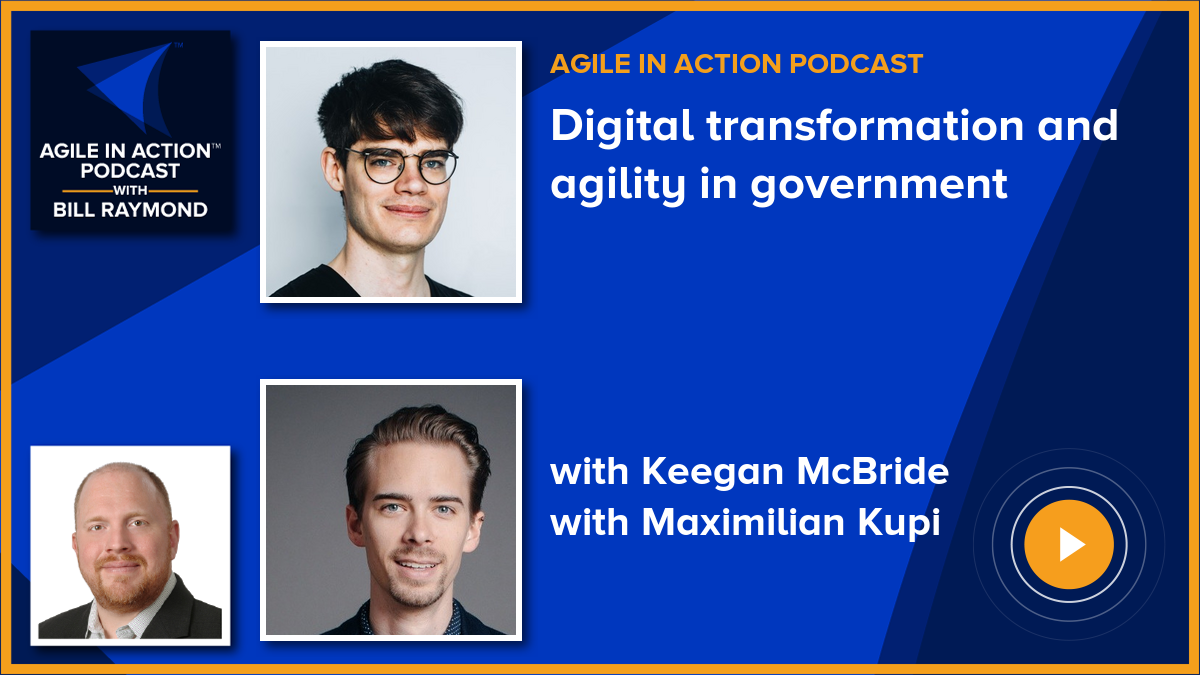 AGILE IN ACTION™
PODCAST
WITH
BILL RAYMOND
AGILE IN ACTION PODCAST
Digital transformation and
agility in government
with Keegan McBride
with Maximilian Kupi